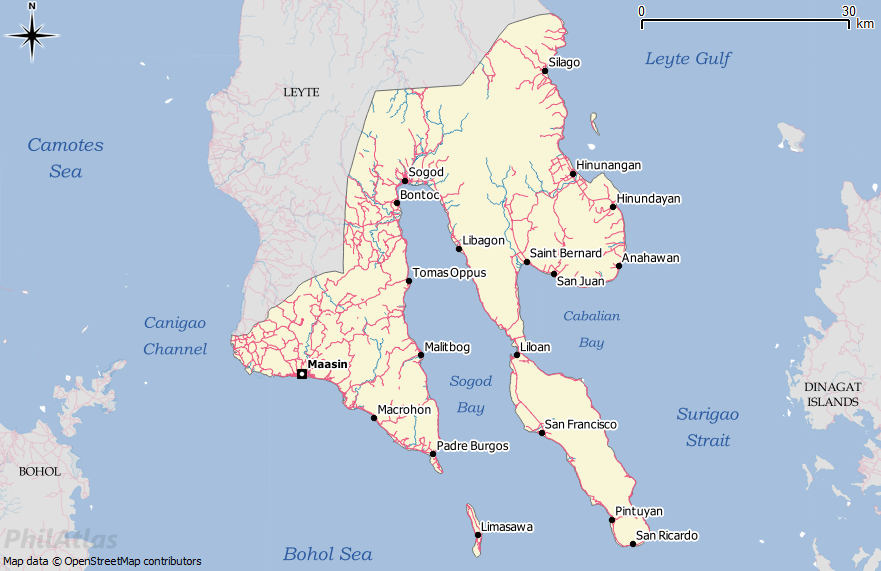 N
0
30
km
Leyte Gulf
Silago
LEYTE
Camotes
Sea
Hinunangan
Sogod
Bontoc
Hinundayan
Libagon
Saint Bernard
Anahawan
Tomas Oppus
San Juan
Canigao
Channel
Cabalian
Bay
Malitbog
Liloan
Maasin
Sogod
Bay
DINAGAT
ISLANDS
Macrohon
San Francisco
Surigao
Strait
Padre Burgos
BOHOL
Pintuyan
Limasawa
San Ricardo
PhilAtlas
Bohol Sea
Map data © OpenStreetMap contributors